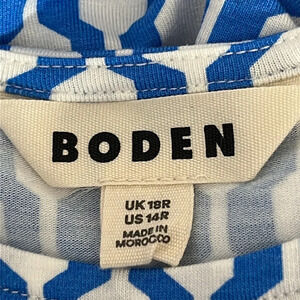 BODEN
UK 18R
US 14R
MADE IN
MOROCCO